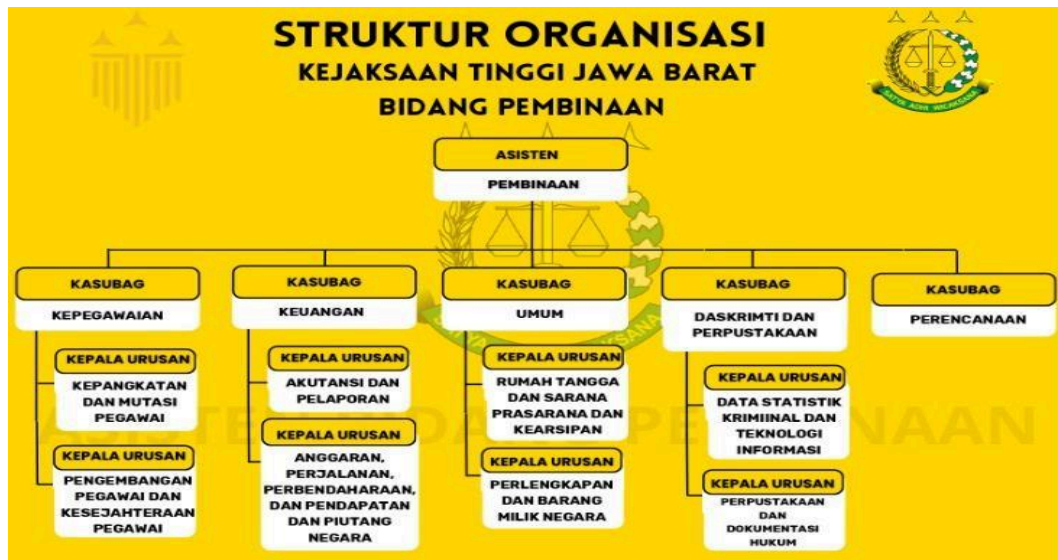 STRUKTUR ORGANISASI
KEJAKSAAN TINGGI JAWA BARAT
BIDANG PEMBINAAN
SATYA ADHI WICAKSANA
ASISTEN
PEMBINAAN
KASUBAG
KEPEGAWAIAN
KEPALA URUSAN
KEPANGKATAN
DAN MUTASI
PEGAWAI
KEPALA URUSAN
PENGEMBANGAN
PEGAWAI DAN
KESEJAHTERAAN
PEGAWAI
KASUBAG
KEUANGAN
KEPALA URUSAN
AKUTANSI DAN
PELAPORAN
KEPALA URUSAN
ANGGARAN,
PERJALANAN,
PERBENDAHARAAN,
DAN PENDAPATAN
DAN PIUTANG
NEGARA
KASUBAG
UMUM
KEPALA URUSAN
RUMAH TANGGA
DAN SARANA
PRASARANA DAN
KEARSIPAN
KEPALA URUSAN
PERLENGKAPAN
DAN BARANG
MILIK NEGARA
KASUBAG
DASKRIMTI DAN
PERPUSTAKAAN
KEPALA URUSAN
DATA STATISTIK
KRIMIINAL DAN
TEKNOLOGI
INFORMASI
KEPALA URUSAN
PERPUSTAKAAN
DAN
DOKUMENTASI
HUKUM
KASUBAG
PERENCANAAN